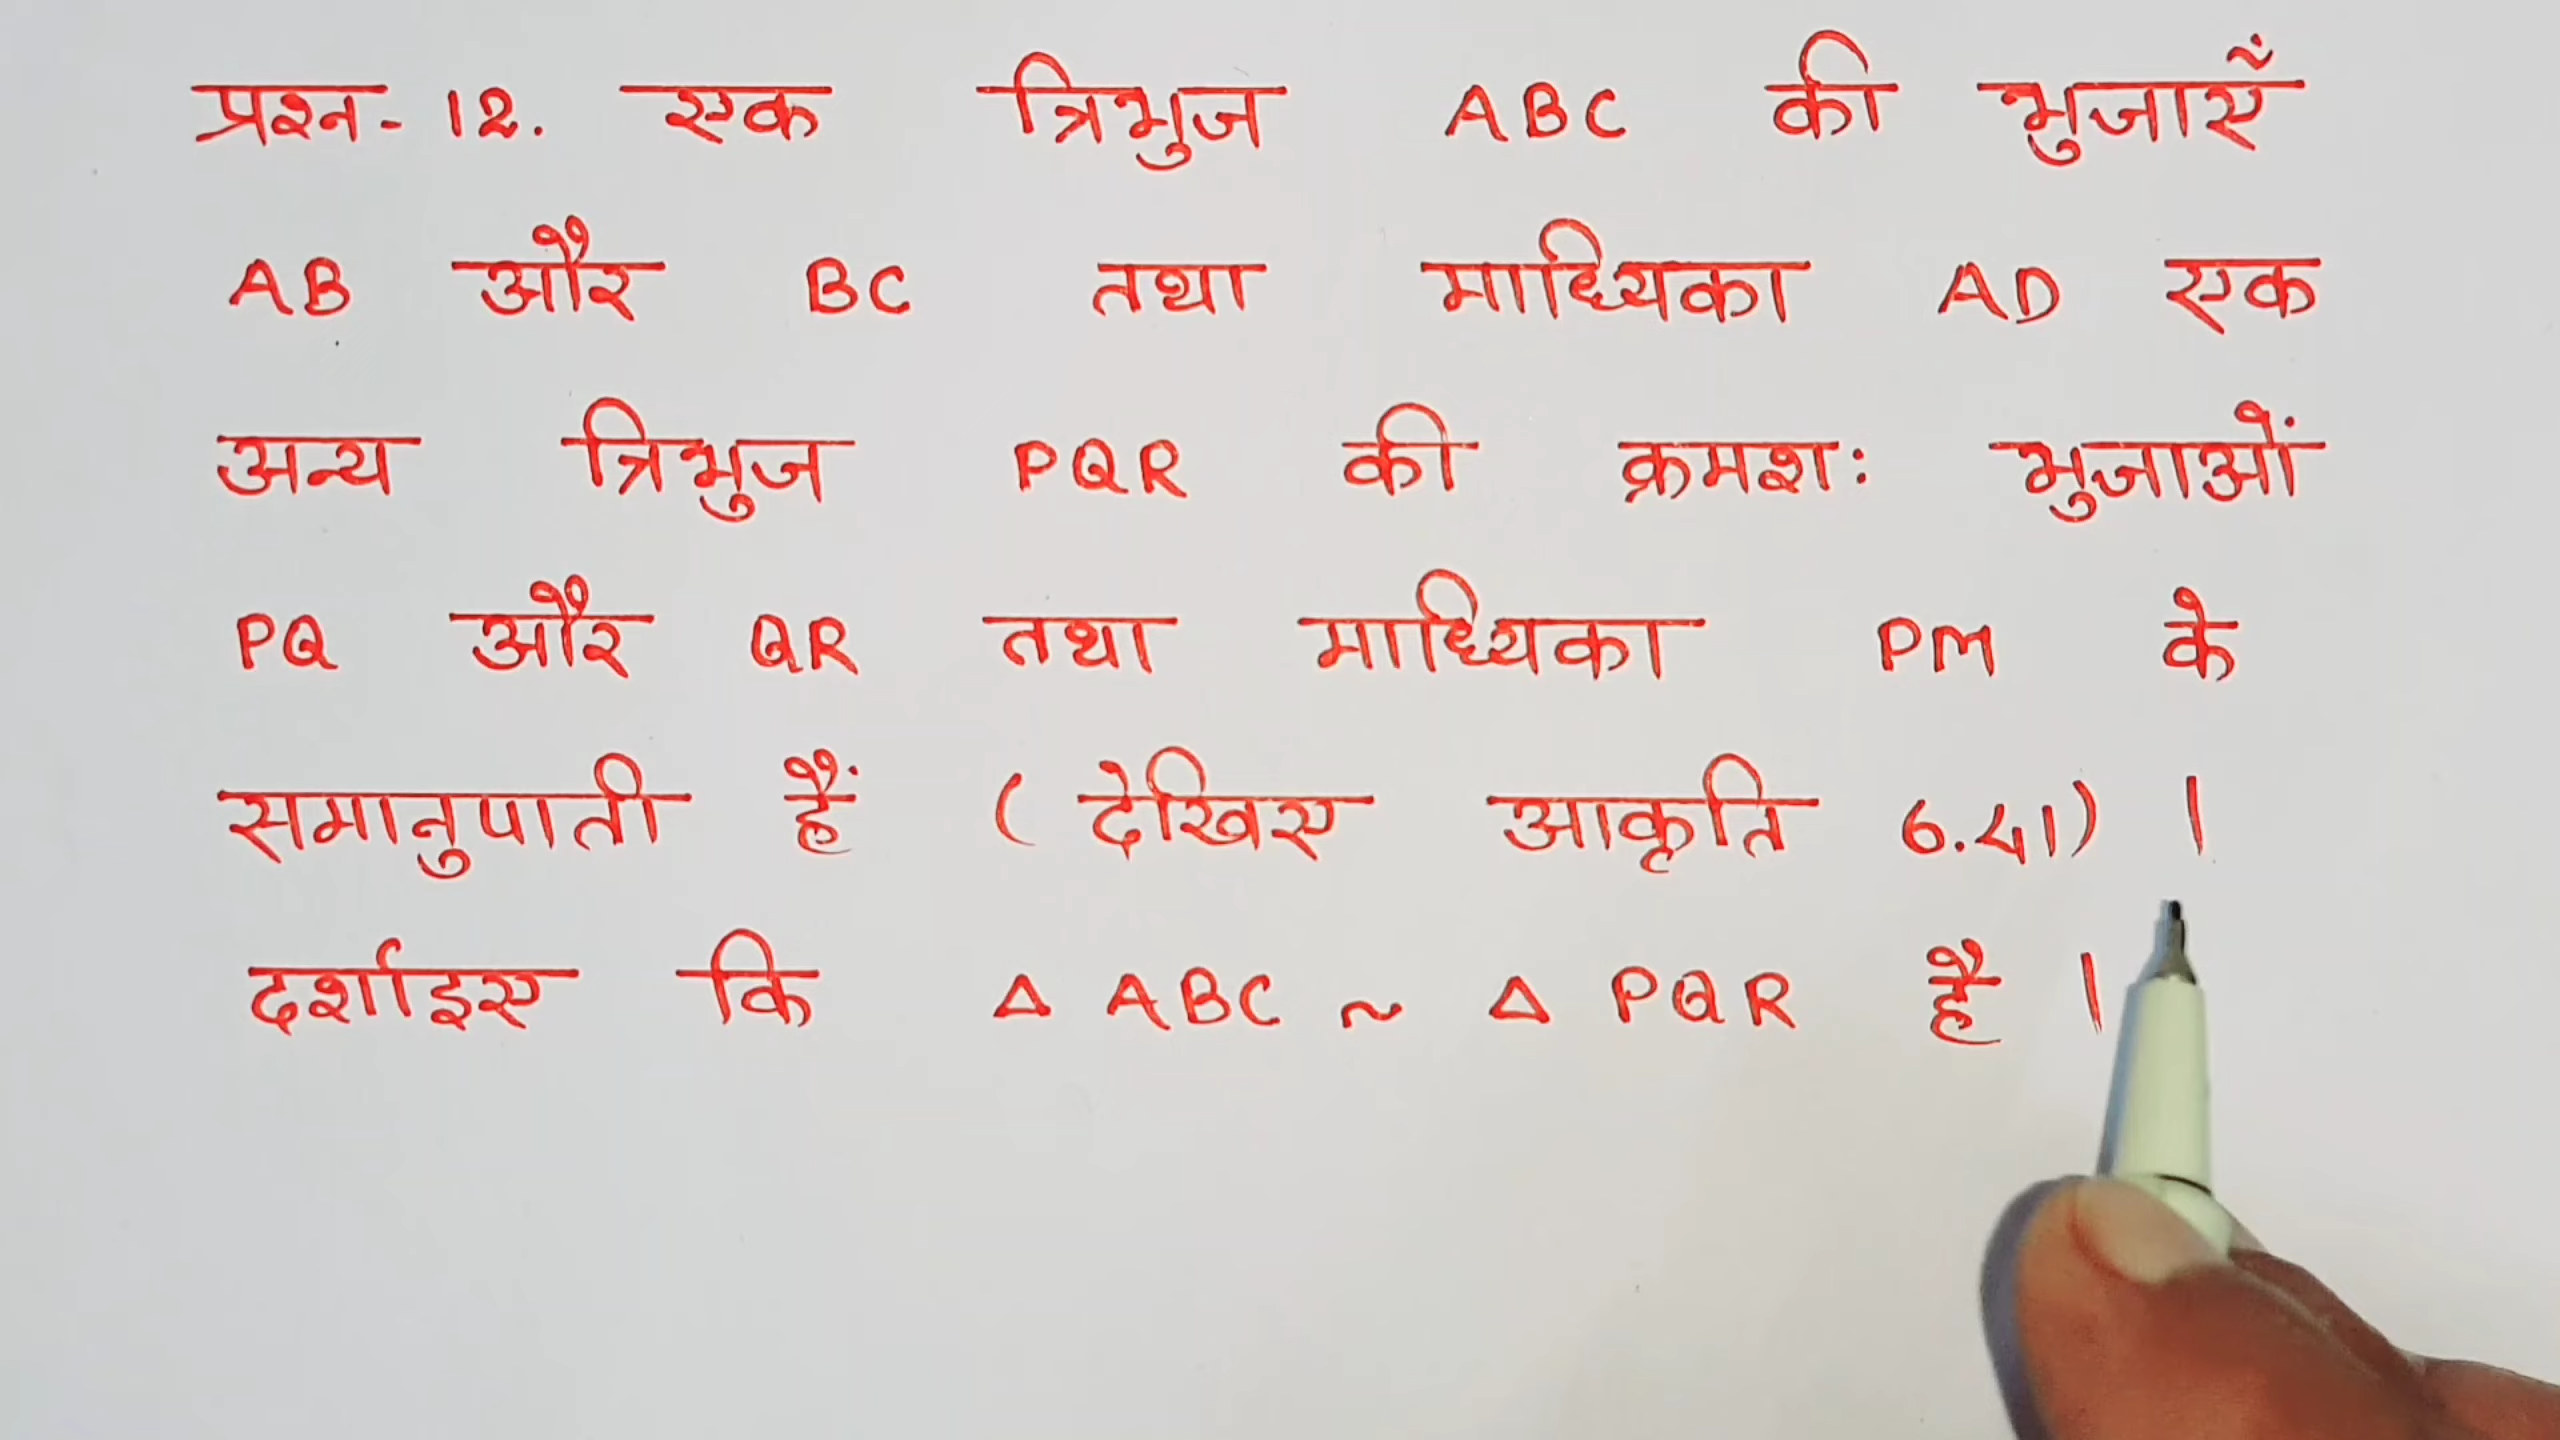 प्रश्न- 12. एक त्रिभुज ABC की भुजाएँ
AB और BC तथा माध्यिका AD एक
अन्य त्रिभुज PQR की क्रमशः भुजाओं
PQ और QR तथा माध्यिका PM के
समानुपाती हैं ( देखिए आकृति 6.41) ।
दर्शाइए कि Δ ABC ~ Δ PQR है ।